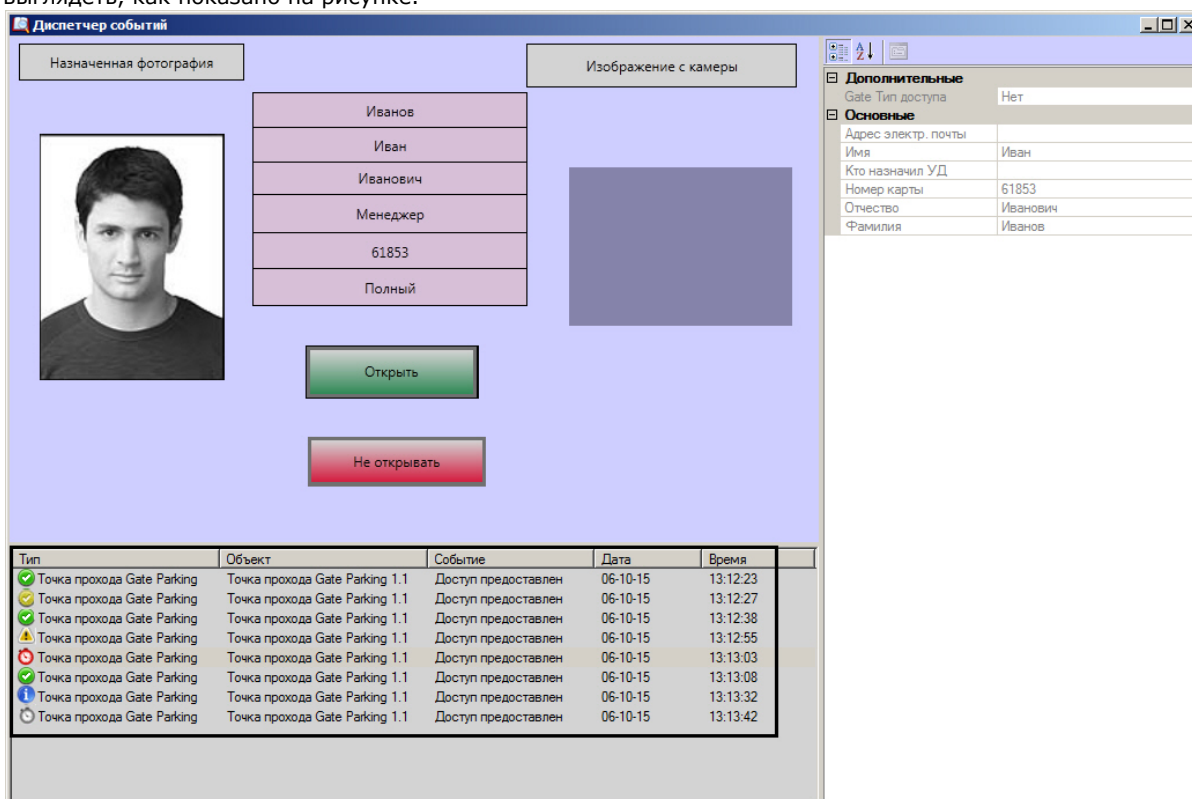 выглядеть, как показано на рисунке.
Диспетчер событий
Назначенная фотография
Изображение с камеры
Иванов
Иван
Иванович
Менеджер
61853
Полный
Открыть
Не открывать
Дополнительные
Gate Тип доступа Нет
Основные
Адрес электр. почты
Имя Иван
Кто назначил УД
Номер карты 61853
Отчество Иванович
Фамилия Иванов
Тип Объект Событие Дата Время
Точка прохода Gate Parking Точка прохода Gate Parking 1.1 Доступ предоставлен 06-10-15 13:12:23
Точка прохода Gate Parking Точка прохода Gate Parking 1.1 Доступ предоставлен 06-10-15 13:12:27
Точка прохода Gate Parking Точка прохода Gate Parking 1.1 Доступ предоставлен 06-10-15 13:12:38
Точка прохода Gate Parking Точка прохода Gate Parking 1.1 Доступ предоставлен 06-10-15 13:12:55
Точка прохода Gate Parking Точка прохода Gate Parking 1.1 Доступ предоставлен 06-10-15 13:13:03
Точка прохода Gate Parking Точка прохода Gate Parking 1.1 Доступ предоставлен 06-10-15 13:13:08
Точка прохода Gate Parking Точка прохода Gate Parking 1.1 Доступ предоставлен 06-10-15 13:13:32
Точка прохода Gate Parking Точка прохода Gate Parking 1.1 Доступ предоставлен 06-10-15 13:13:42